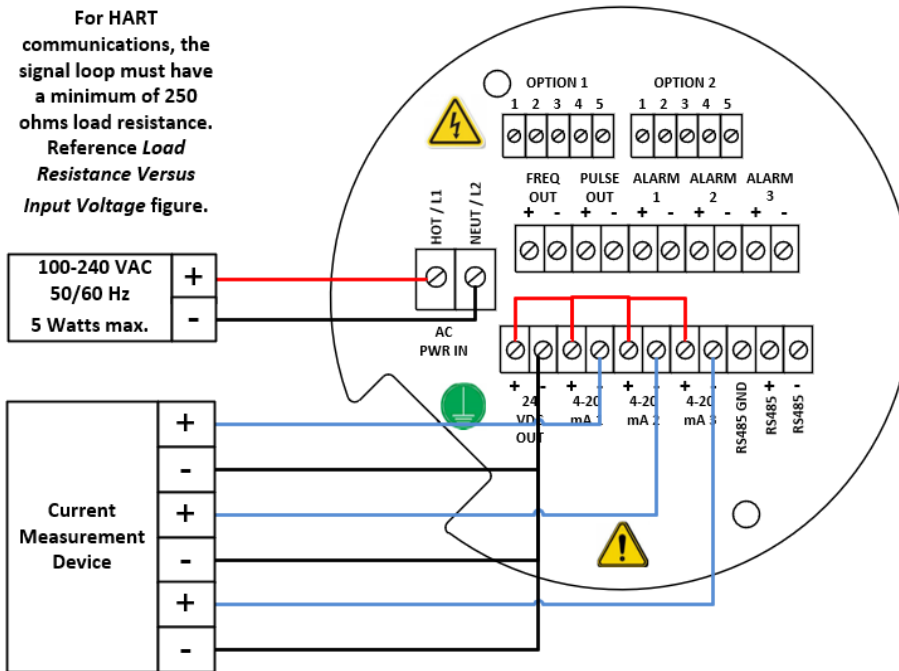 For HART
communications, the
signal loop must have
a minimum of 250
ohms load resistance.
Reference Load
Resistance Versus
Input Voltage figure.
OPTION 1
1 2 3 4 5
OPTION 2
1 2 3 4 5
FREQ OUT
PULSE OUT
ALARM 1
ALARM 2
ALARM 3
+ - + - + - + - + -
HOT / L1
NEUT / L2
AC
PWR IN
100-240 VAC
50/60 Hz
5 Watts max.
+
-
+ - + - + - + -
24 VDC OUT
4-20 mA 1
4-20 mA 2
4-20 mA 3
RS485 GND
RS485 +
RS485 -
Current
Measurement
Device
+
-
+
-
+
-